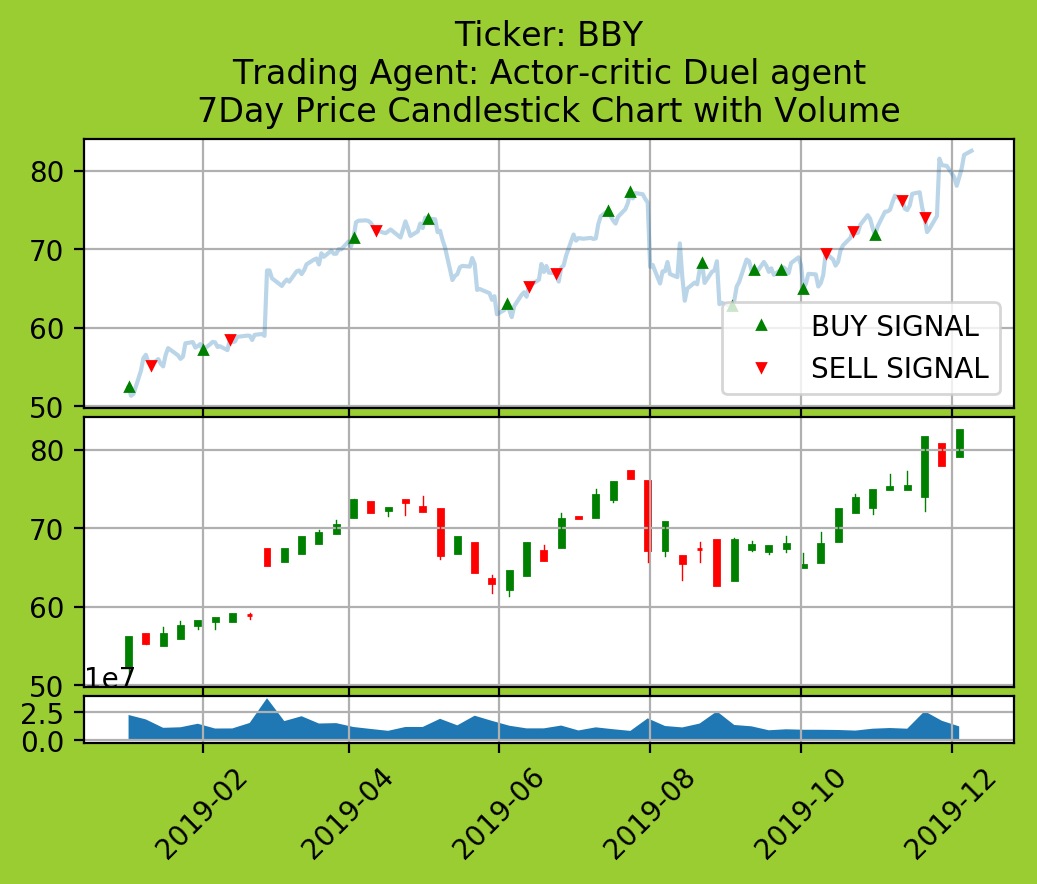 Ticker: BBY
Trading Agent: Actor-critic Duel agent
7Day Price Candlestick Chart with Volume
80
70
60
50
BUY SIGNAL
SELL SIGNAL
80
70
60
50
1e7
2.5
0.0
2019-02
2019-04
2019-06
2019-08
2019-10
2019-12